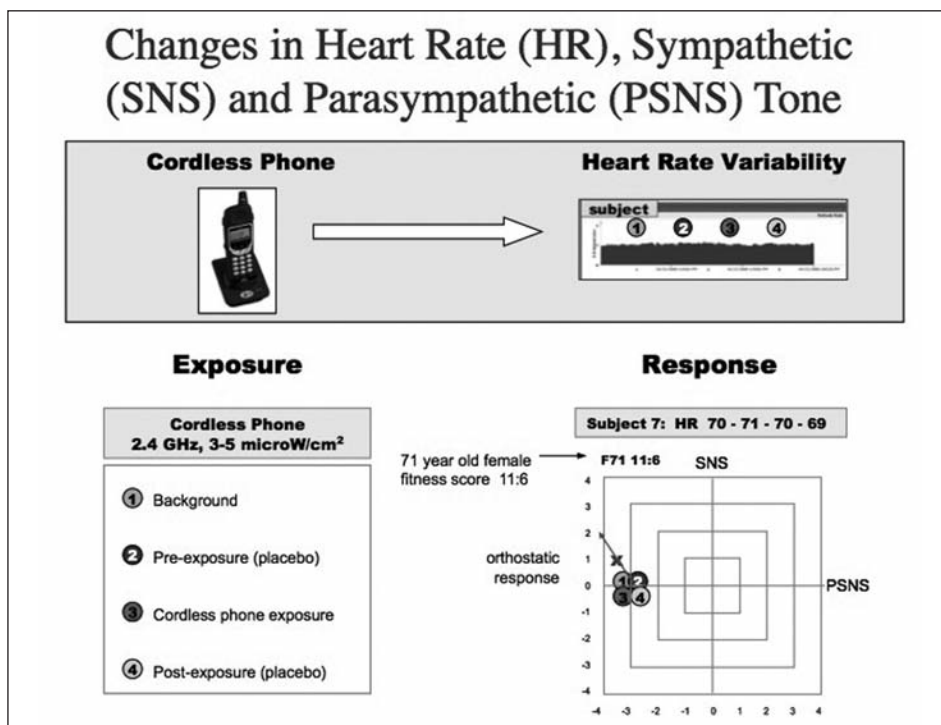 Changes in Heart Rate (HR), Sympathetic
(SNS) and Parasympathetic (PSNS) Tone
Cordless Phone
Heart Rate Variability
subject
1 2 3 4
Exposure
Response
Cordless Phone
2.4 GHz, 3-5 microW/cm²
1 Background
2 Pre-exposure (placebo)
3 Cordless phone exposure
4 Post-exposure (placebo)
Subject 7: HR 70 - 71 - 70 - 69
71 year old female
fitness score 11:6
F71 11:6
SNS
4
3
2
1
0
-1
-2
-3
-4
orthostatic
response
1 2
3 4
PSNS
-4 -3 -2 -1 0 1 2 3 4